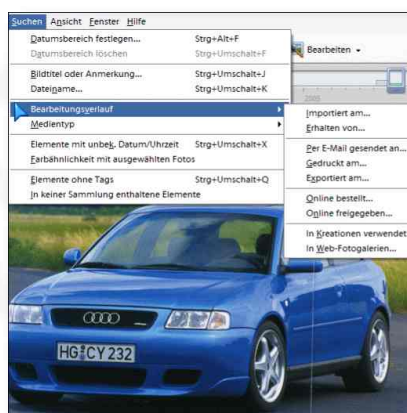 Suchen Ansicht Fenster Hilfe
Datumsbereich festlegen... Strg+Alt+F
Datumsbereich löschen Strg+Umschalt+F
Bearbeiten
Bildtitel oder Anmerkung... Strg+Umschalt+J
Dateiname... Strg+Umschalt+K
2005
Bearbeitungsverlauf
Medientyp
Importiert am...
Erhalten von...
Elemente mit unbek. Datum/Uhrzeit Strg+Umschalt+X
Farbähnlichkeit mit ausgewählten Fotos
Per E-Mail gesendet an...
Gedruckt am...
Exportiert am...
Elemente ohne Tags Strg+Umschalt+Q
In keiner Sammlung enthaltene Elemente
Online bestellt...
Online freigegeben...
In Kreationen verwendet
In Web-Fotogalerien...
HG CY 232